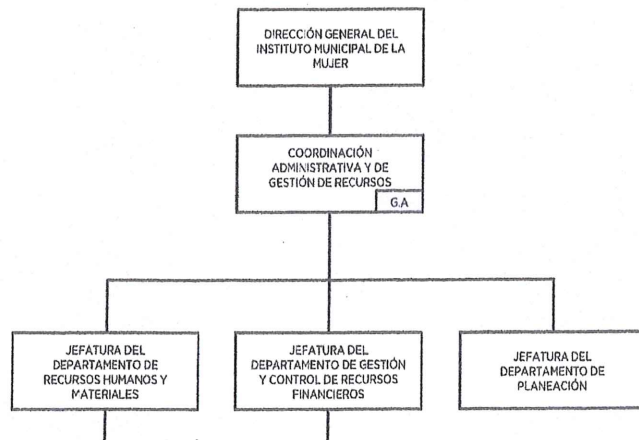 DIRECCIÓN GENERAL DEL
INSTITUTO MUNICIPAL DE LA
MUJER
COORDINACIÓN
ADMINISTRATIVA Y DE
GESTIÓN DE RECURSOS
G.A
JEFATURA DEL
DEPARTAMENTO DE
RECURSOS HUMANOS Y
MATERIALES
JEFATURA DEL
DEPARTAMENTO DE GESTIÓN
Y CONTROL DE RECURSOS
FINANCIEROS
JEFATURA DEL
DEPARTAMENTO DE
PLANEACIÓN